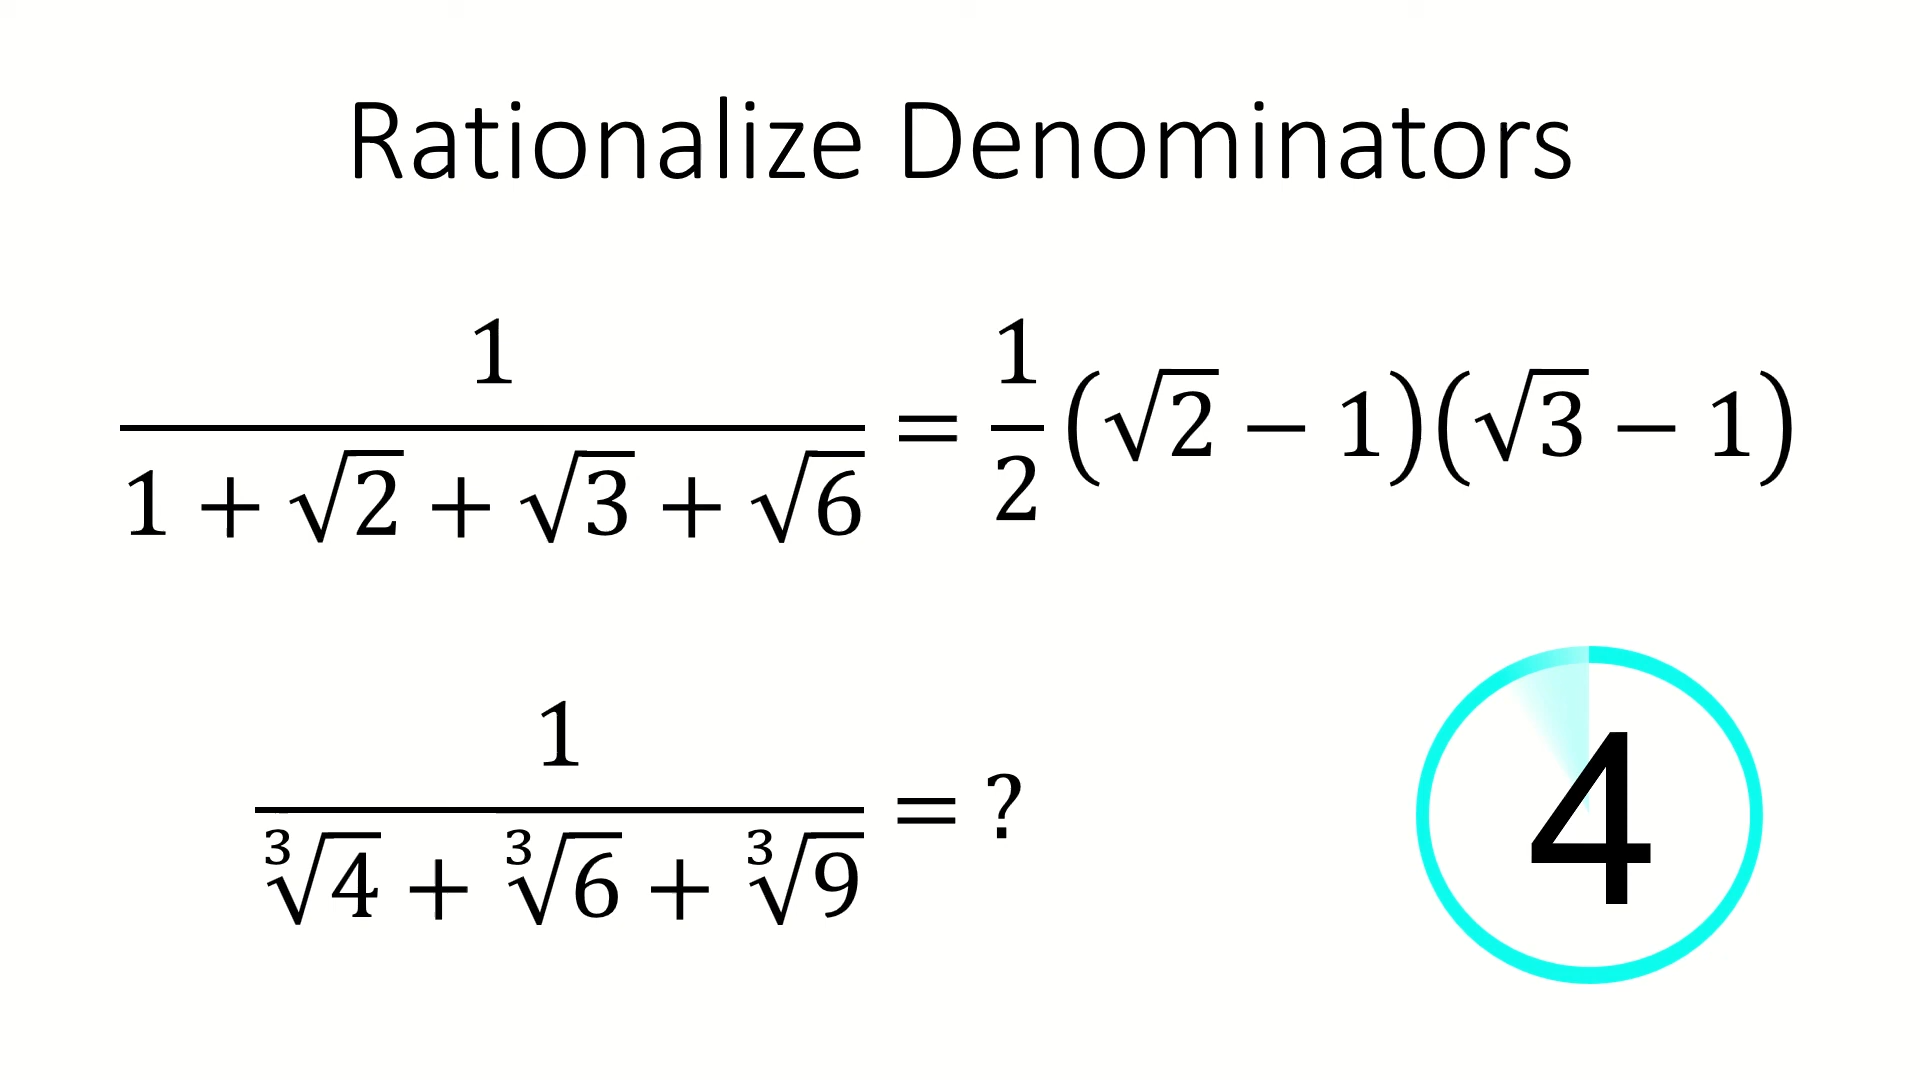 Rationalize Denominators
1/(1 + √2 + √3 + √6) = 1/2 (√2 − 1)(√3 − 1)
1/(∛4 + ∛6 + ∛9) = ?
4